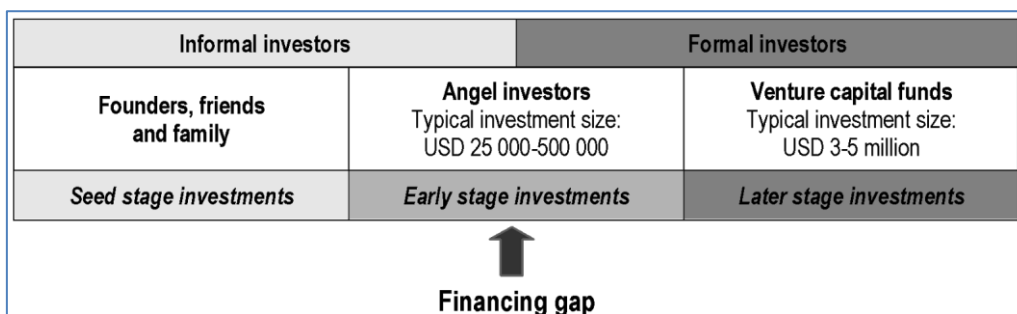 Informal investors
Formal investors
Founders, friends
and family
Angel investors
Typical investment size:
USD 25 000-500 000
Venture capital funds
Typical investment size:
USD 3-5 million
Seed stage investments
Early stage investments
Later stage investments
Financing gap